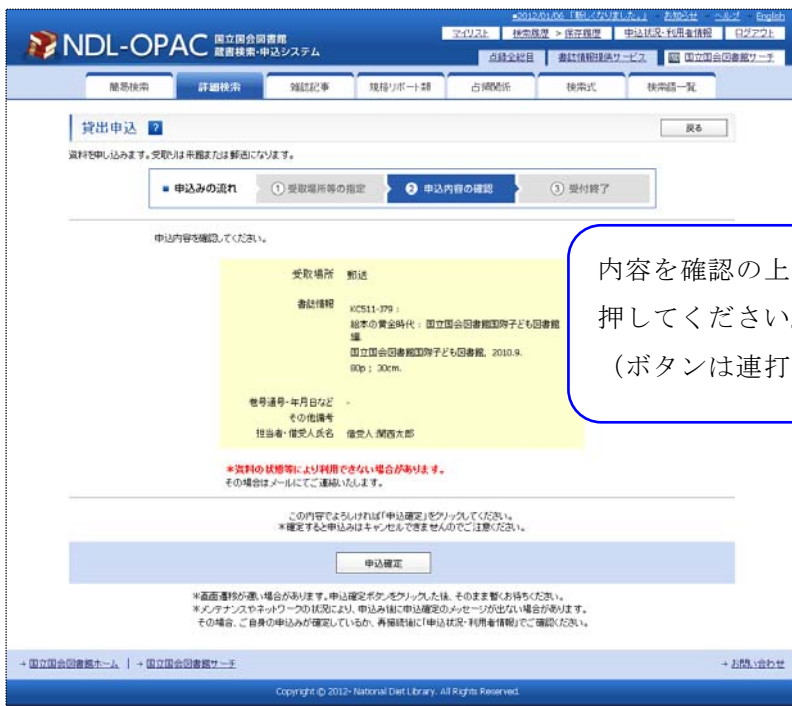 ■2012/01/06 「新しくなりました。」 お知らせ ヘルプ English
NDL-OPAC 国立国会図書館 蔵書検索・申込システム
マイリスト 検索履歴 > 保存履歴 申込状況・利用者情報 ログアウト
点字全総目 書誌情報提供サービス 国立国会図書館サーチ
簡易検索 詳細検索 雑誌記事 規格リポート類 占領関係 検索式 検索語一覧
貸出申込 ? 戻る
資料を申し込みます。受取りは来館または郵送になります。
■ 申込みの流れ ① 受取場所等の指定 ② 申込内容の確認 ③ 受付終了
申込内容を確認してください。
受取場所 郵送
書誌情報 KC511-J79 :
絵本の黄金時代 : 国立国会図書館国際子ども図書館
編
国立国会図書館国際子ども図書館, 2010.9.
80p ; 30cm.
巻号通号・年月日など -
その他備考
担当者・借受人氏名 借受人:関西太郎
内容を確認の上
押してください。
(ボタンは連打
*資料の状態等により利用できない場合があります。
その場合はメールにてご連絡いたします。
この内容でよろしければ「申込確定」をクリックしてください。
*確定すると申込みはキャンセルできませんのでご注意ください。
申込確定
*画面遷移が遅い場合があります。申込確定ボタンをクリックした後、そのまま暫くお待ちください。
*メンテナンスやネットワークの状況により、申込み後に申込確定のメッセージが出ない場合があります。
その場合、ご自身の申込みが確定しているか、再接続後に「申込状況・利用者情報」でご確認ください。
→ 国立国会図書館ホーム | → 国立国会図書館サーチ → お問い合わせ
Copyright © 2012- National Diet Library. All Rights Reserved.